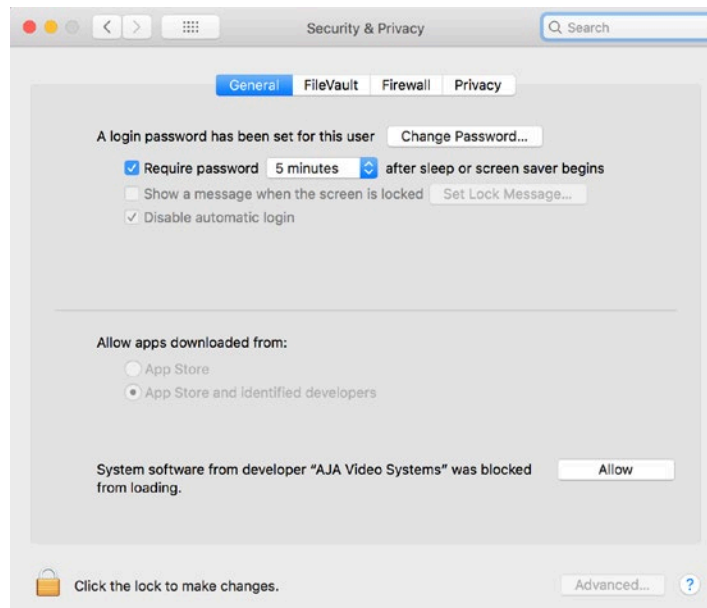 Security & Privacy
Search
General FileVault Firewall Privacy
A login password has been set for this user Change Password...
Require password 5 minutes after sleep or screen saver begins
Show a message when the screen is locked Set Lock Message...
Disable automatic login
Allow apps downloaded from:
App Store
App Store and identified developers
System software from developer “AJA Video Systems” was blocked Allow
from loading.
Click the lock to make changes. Advanced... ?